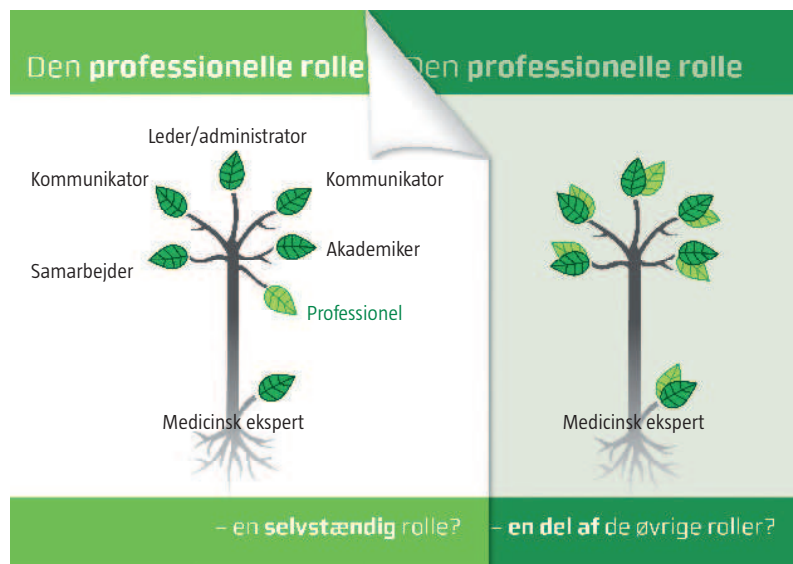 Den professionelle rolle
Den professionelle rolle
Leder/administrator
Kommunikator
Kommunikator
Akademiker
Samarbejder
Professionel
Medicinsk ekspert
Medicinsk ekspert
– en selvstændig rolle?
– en del af de øvrige roller?